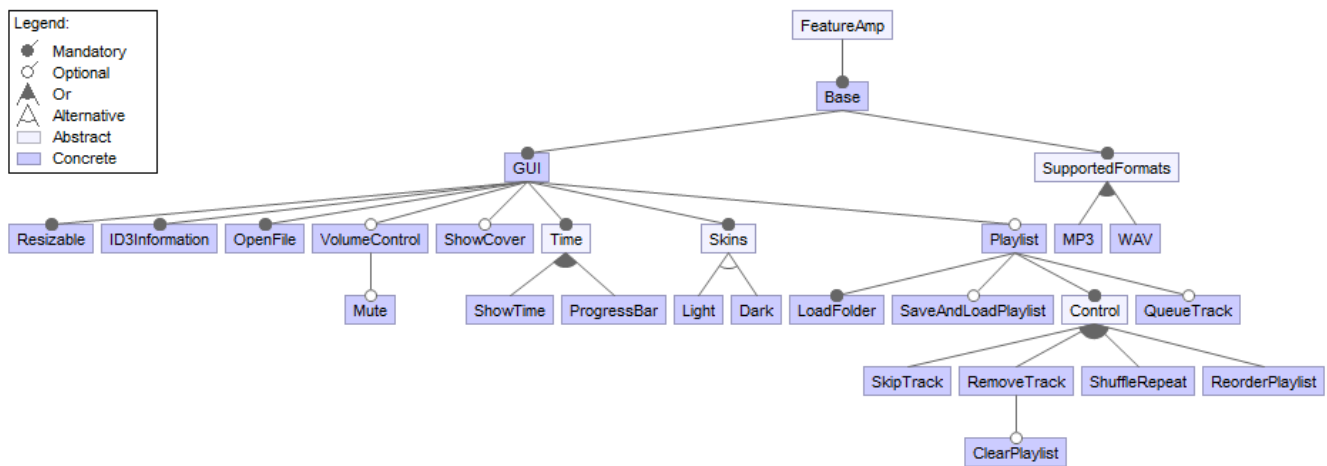 Legend:
Mandatory
Optional
Or
Alternative
Abstract
Concrete
FeatureAmp
Base
GUI
SupportedFormats
Resizable
ID3Information
OpenFile
VolumeControl
ShowCover
Time
Skins
Playlist
MP3
WAV
Mute
ShowTime
ProgressBar
Light
Dark
LoadFolder
SaveAndLoadPlaylist
Control
QueueTrack
SkipTrack
RemoveTrack
ShuffleRepeat
ReorderPlaylist
ClearPlaylist